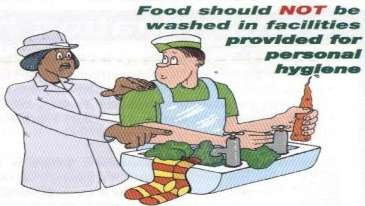 Food should NOT be
washed in facilities
provided for
personal
hygiene